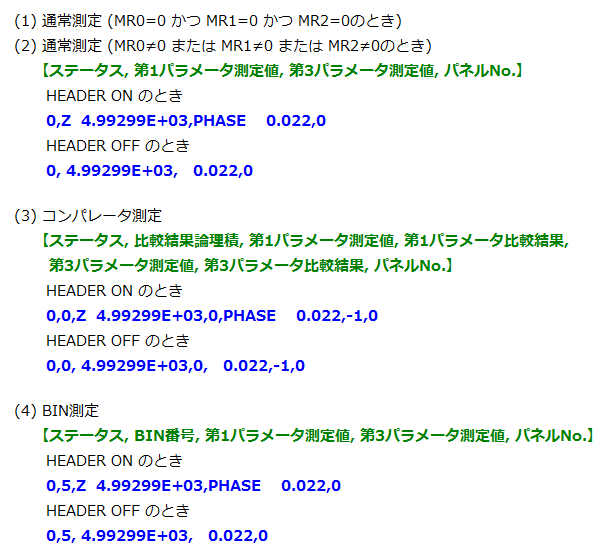 (1) 通常測定 (MR0=0 かつ MR1=0 かつ MR2=0のとき)
(2) 通常測定 (MR0≠0 または MR1≠0 または MR2≠0のとき)
【ステータス, 第1パラメータ測定値, 第3パラメータ測定値, パネルNo.】
HEADER ON のとき
0,Z  4.99299E+03,PHASE    0.022,0
HEADER OFF のとき
0, 4.99299E+03,   0.022,0
(3) コンパレータ測定
【ステータス, 比較結果論理積, 第1パラメータ測定値, 第1パラメータ比較結果,
第3パラメータ測定値, 第3パラメータ比較結果, パネルNo.】
HEADER ON のとき
0,0,Z  4.99299E+03,0,PHASE    0.022,-1,0
HEADER OFF のとき
0,0, 4.99299E+03,0,   0.022,-1,0
(4) BIN測定
【ステータス, BIN番号, 第1パラメータ測定値, 第3パラメータ測定値, パネルNo.】
HEADER ON のとき
0,5,Z  4.99299E+03,PHASE    0.022,0
HEADER OFF のとき
0,5, 4.99299E+03,   0.022,0